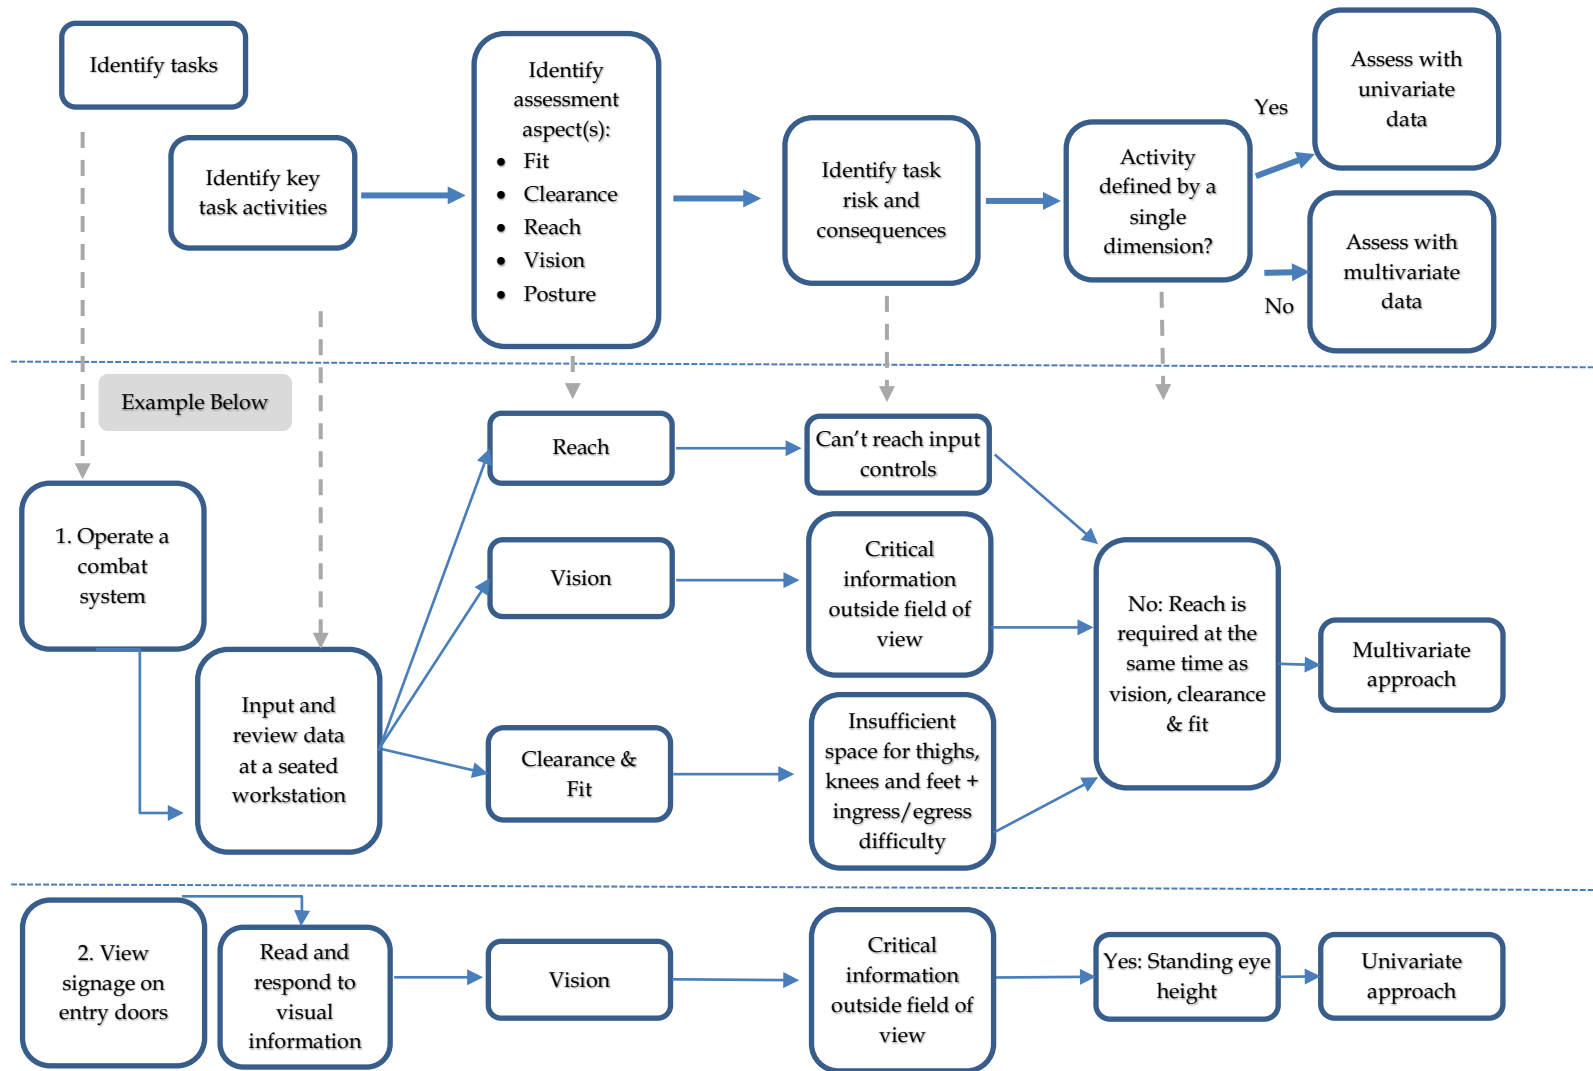 Identify tasks
Identify key
task activities
Identify
assessment
aspect(s):
• Fit
• Clearance
• Reach
• Vision
• Posture
Identify task
risk and
consequences
Activity
defined by a
single
dimension?
Yes
No
Assess with
univariate
data
Assess with
multivariate
data
Example Below
1. Operate a
combat
system
Input and
review data
at a seated
workstation
Reach
Vision
Clearance &
Fit
Can’t reach input
controls
Critical
information
outside field of
view
Insufficient
space for thighs,
knees and feet +
ingress/egress
difficulty
No: Reach is
required at the
same time as
vision, clearance
& fit
Multivariate
approach
2. View
signage on
entry doors
Read and
respond to
visual
information
Vision
Critical
information
outside field of
view
Yes: Standing eye
height
Univariate
approach